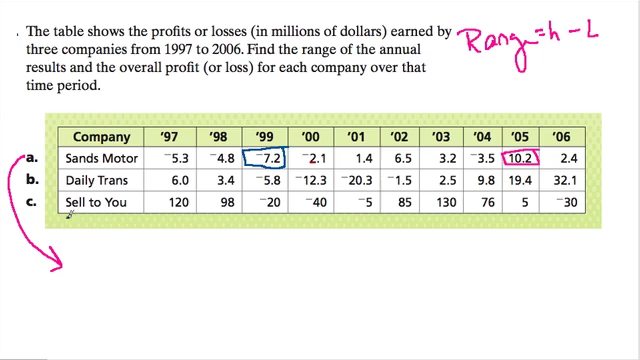 . The table shows the profits or losses (in millions of dollars) earned by
three companies from 1997 to 2006. Find the range of the annual
results and the overall profit (or loss) for each company over that
time period.
Range = h - L
Company '97 '98 '99 '00 '01 '02 '03 '04 '05 '06
a. Sands Motor ⁻5.3 ⁻4.8 ⁻7.2 ⁻2.1 1.4 6.5 3.2 ⁻3.5 10.2 2.4
b. Daily Trans 6.0 3.4 ⁻5.8 ⁻12.3 ⁻20.3 ⁻1.5 2.5 9.8 19.4 32.1
c. Sell to You 120 98 ⁻20 ⁻40 ⁻5 85 130 76 5 ⁻30